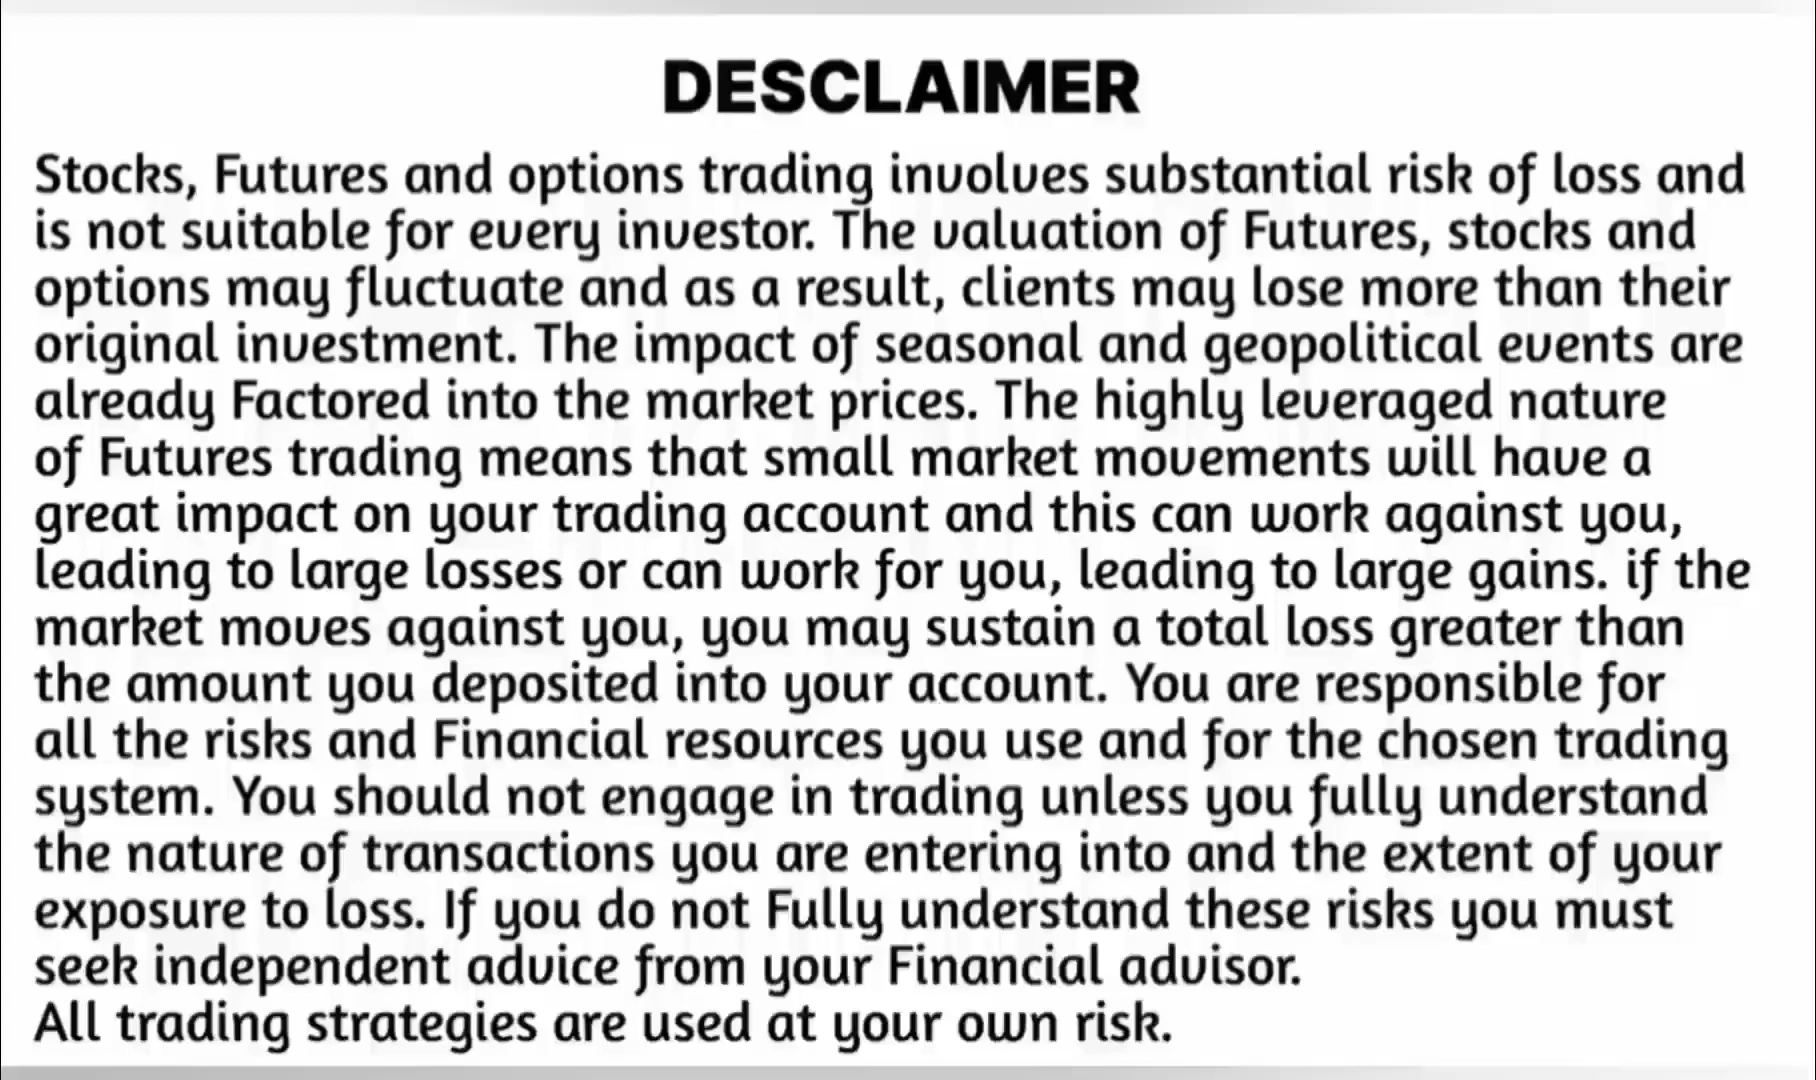 DESCLAIMER
Stocks, Futures and options trading involves substantial risk of loss and
is not suitable for every investor. The valuation of Futures, stocks and
options may fluctuate and as a result, clients may lose more than their
original investment. The impact of seasonal and geopolitical events are
already Factored into the market prices. The highly leveraged nature
of Futures trading means that small market movements will have a
great impact on your trading account and this can work against you,
leading to large losses or can work for you, leading to large gains. if the
market moves against you, you may sustain a total loss greater than
the amount you deposited into your account. You are responsible for
all the risks and Financial resources you use and for the chosen trading
system. You should not engage in trading unless you fully understand
the nature of transactions you are entering into and the extent of your
exposure to loss. If you do not Fully understand these risks you must
seek independent advice from your Financial advisor.
All trading strategies are used at your own risk.